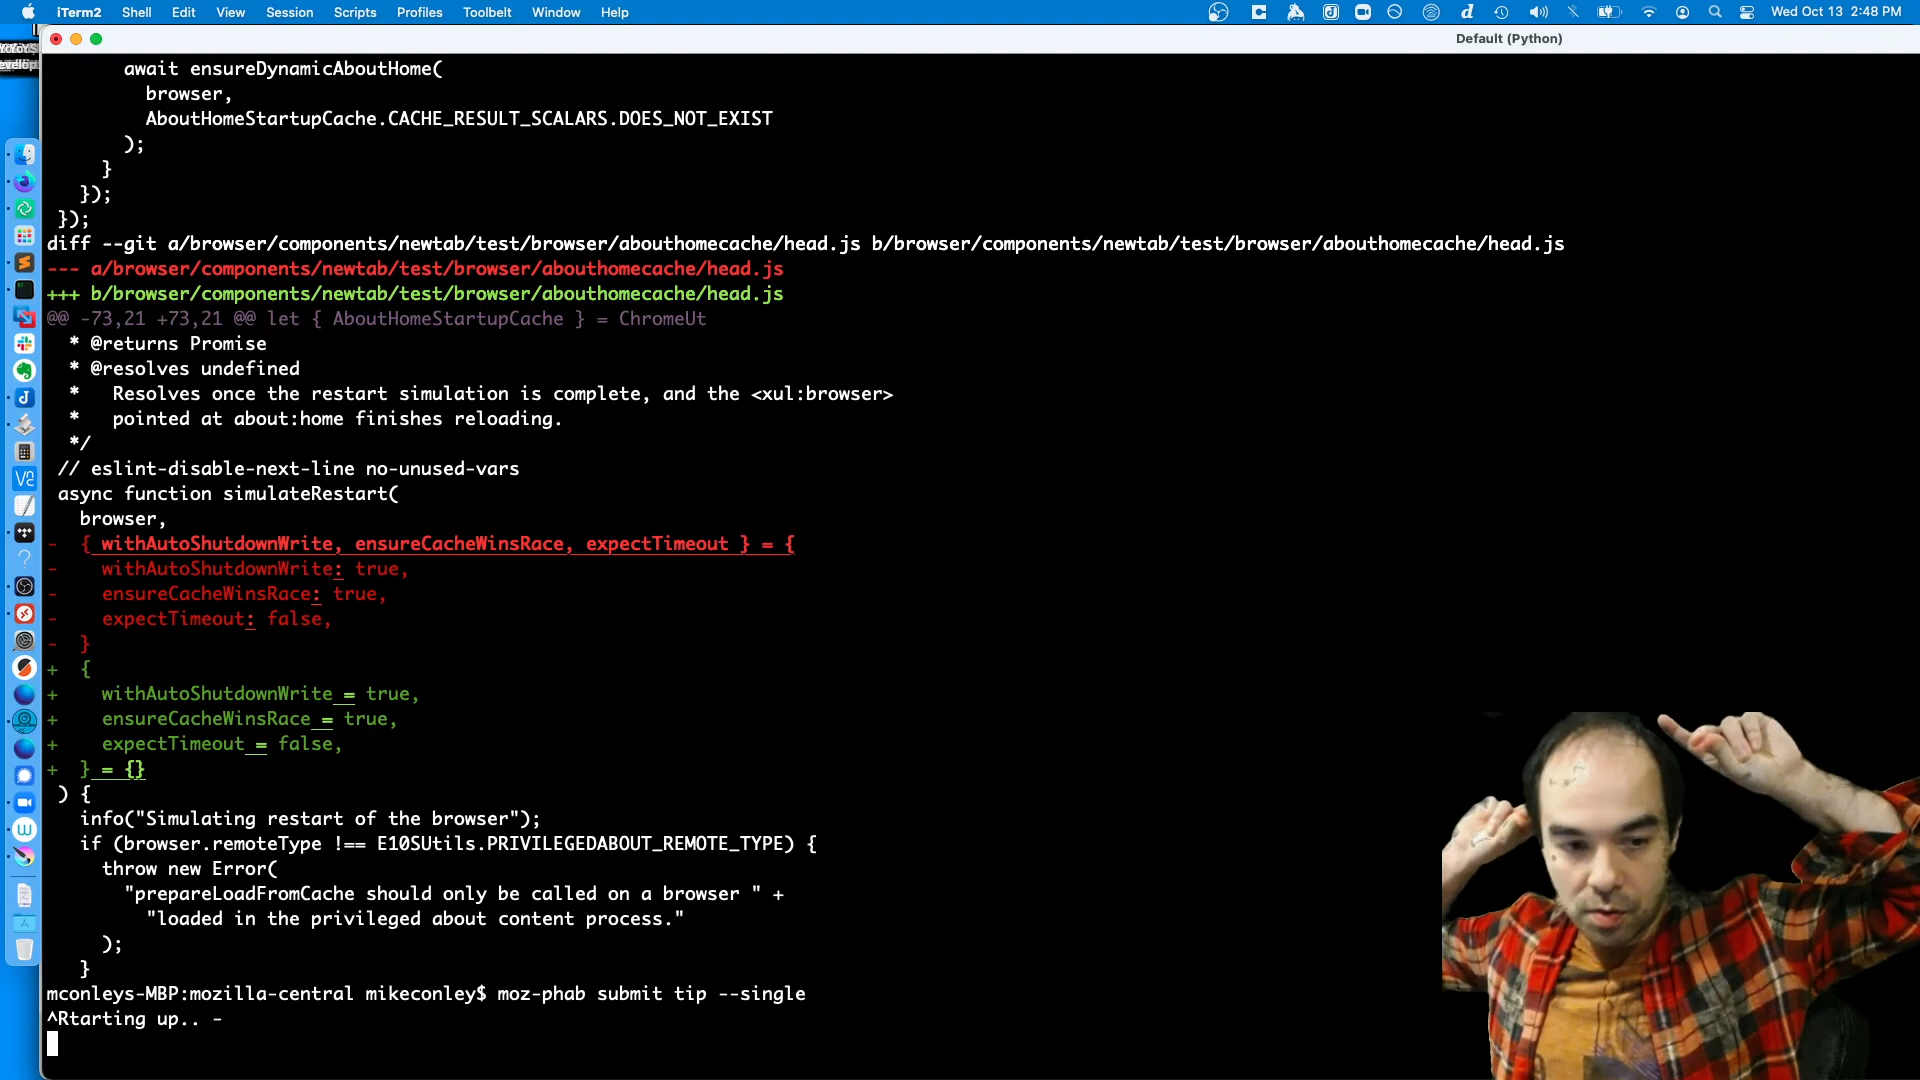 iTerm2 Shell Edit View Session Scripts Profiles Toolbelt Window Help Wed Oct 13 2:48 PM
Default (Python)
await ensureDynamicAboutHome(
browser,
AboutHomeStartupCache.CACHE_RESULT_SCALARS.DOES_NOT_EXIST
);
}
});
});
diff --git a/browser/components/newtab/test/browser/abouthomecache/head.js b/browser/components/newtab/test/browser/abouthomecache/head.js
--- a/browser/components/newtab/test/browser/abouthomecache/head.js
+++ b/browser/components/newtab/test/browser/abouthomecache/head.js
@@ -73,21 +73,21 @@ let { AboutHomeStartupCache } = ChromeUt
* @returns Promise
* @resolves undefined
*   Resolves once the restart simulation is complete, and the <xul:browser>
*   pointed at about:home finishes reloading.
*/
// eslint-disable-next-line no-unused-vars
async function simulateRestart(
browser,
-  { withAutoShutdownWrite, ensureCacheWinsRace, expectTimeout } = {
-    withAutoShutdownWrite: true,
-    ensureCacheWinsRace: true,
-    expectTimeout: false,
-  }
+  {
+    withAutoShutdownWrite = true,
+    ensureCacheWinsRace = true,
+    expectTimeout = false,
+  } = {}
) {
info("Simulating restart of the browser");
if (browser.remoteType !== E10SUtils.PRIVILEGEDABOUT_REMOTE_TYPE) {
throw new Error(
"prepareLoadFromCache should only be called on a browser " +
"loaded in the privileged about content process."
);
}
mconleys-MBP:mozilla-central mikeconley$ moz-phab submit tip --single
^Rtarting up.. -